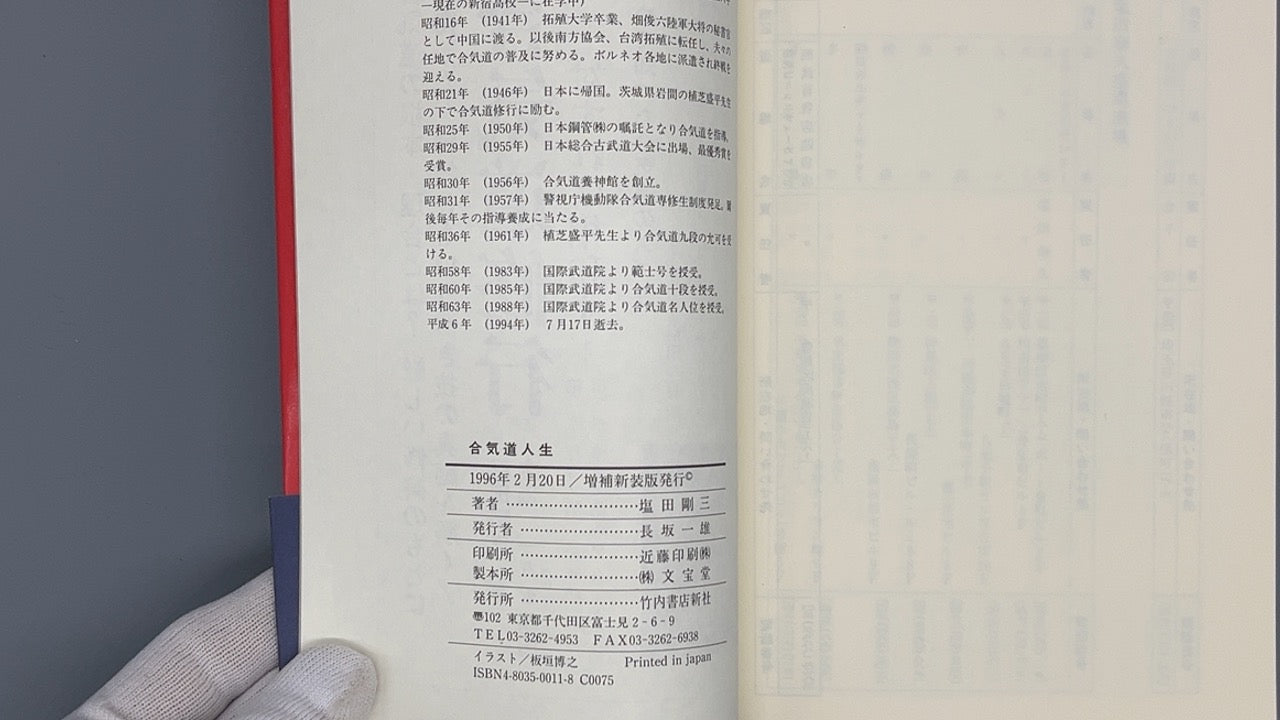 ―現在の新宿高校―に在学中)
昭和16年 (1941年) 拓殖大学卒業、畑俊六陸軍大将の秘書官
として中国に渡る。以後南方協会、台湾拓殖に転任し、夫々の
任地で合気道の普及に努める。ボルネオ各地に派遣され終戦を
迎える。
昭和21年 (1946年) 日本に帰国。茨城県岩間の植芝盛平先生
の下で合気道修行に励む。
昭和25年 (1950年) 日本鋼管㈱の嘱託となり合気道を指導。
昭和29年 (1955年) 日本総合古武道大会に出場、最優秀賞を
受賞。
昭和30年 (1956年) 合気道養神館を創立。
昭和31年 (1957年) 警視庁機動隊合気道専修生制度発足。爾
後毎年その指導養成に当たる。
昭和36年 (1961年) 植芝盛平先生より合気道九段の允可を受
ける。
昭和58年 (1983年) 国際武道院より範士号を授受。
昭和60年 (1985年) 国際武道院より合気道十段を授受。
昭和63年 (1988年) 国際武道院より合気道名人位を授受。
平成6年 (1994年) 7月17日逝去。
合気道人生
1996年2月20日/増補新装版発行©
著者 ………………………塩田剛三
発行者 ……………………長坂一雄
印刷所 ……………………近藤印刷㈱
製本所 ……………………㈱文宝堂
発行所 ……………………竹内書店新社
〠102 東京都千代田区富士見2-6-9
TEL03-3262-4953 FAX03-3262-6938
イラスト/板垣博之 Printed in japan
ISBN4-8035-0011-8 C0075